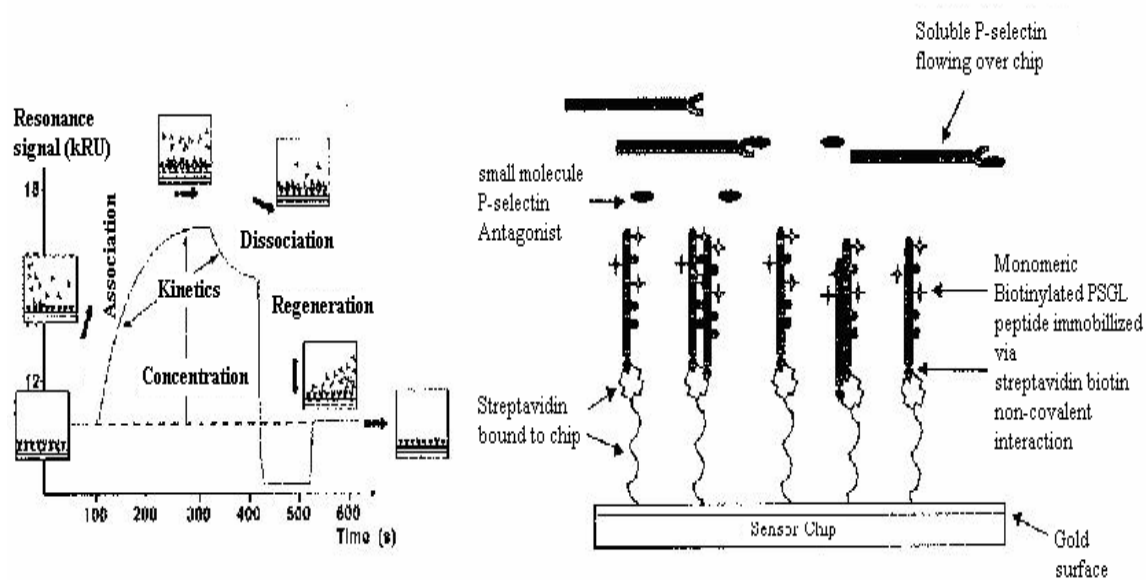 Resonance
signal (kRU)
18
12
Association
Kinetics
Concentration
Dissociation
Regeneration
100
200
300
400
500
600
Time (s)
Soluble P-selectin
flowing over chip
small molecule
P-selectin
Antagonist
Streptavidin
bound to chip
Monomeric
Biotinylated PSGL
peptide immobillized
via
streptavidin biotin
non-covalent
interaction
Sensor Chip
Gold
surface